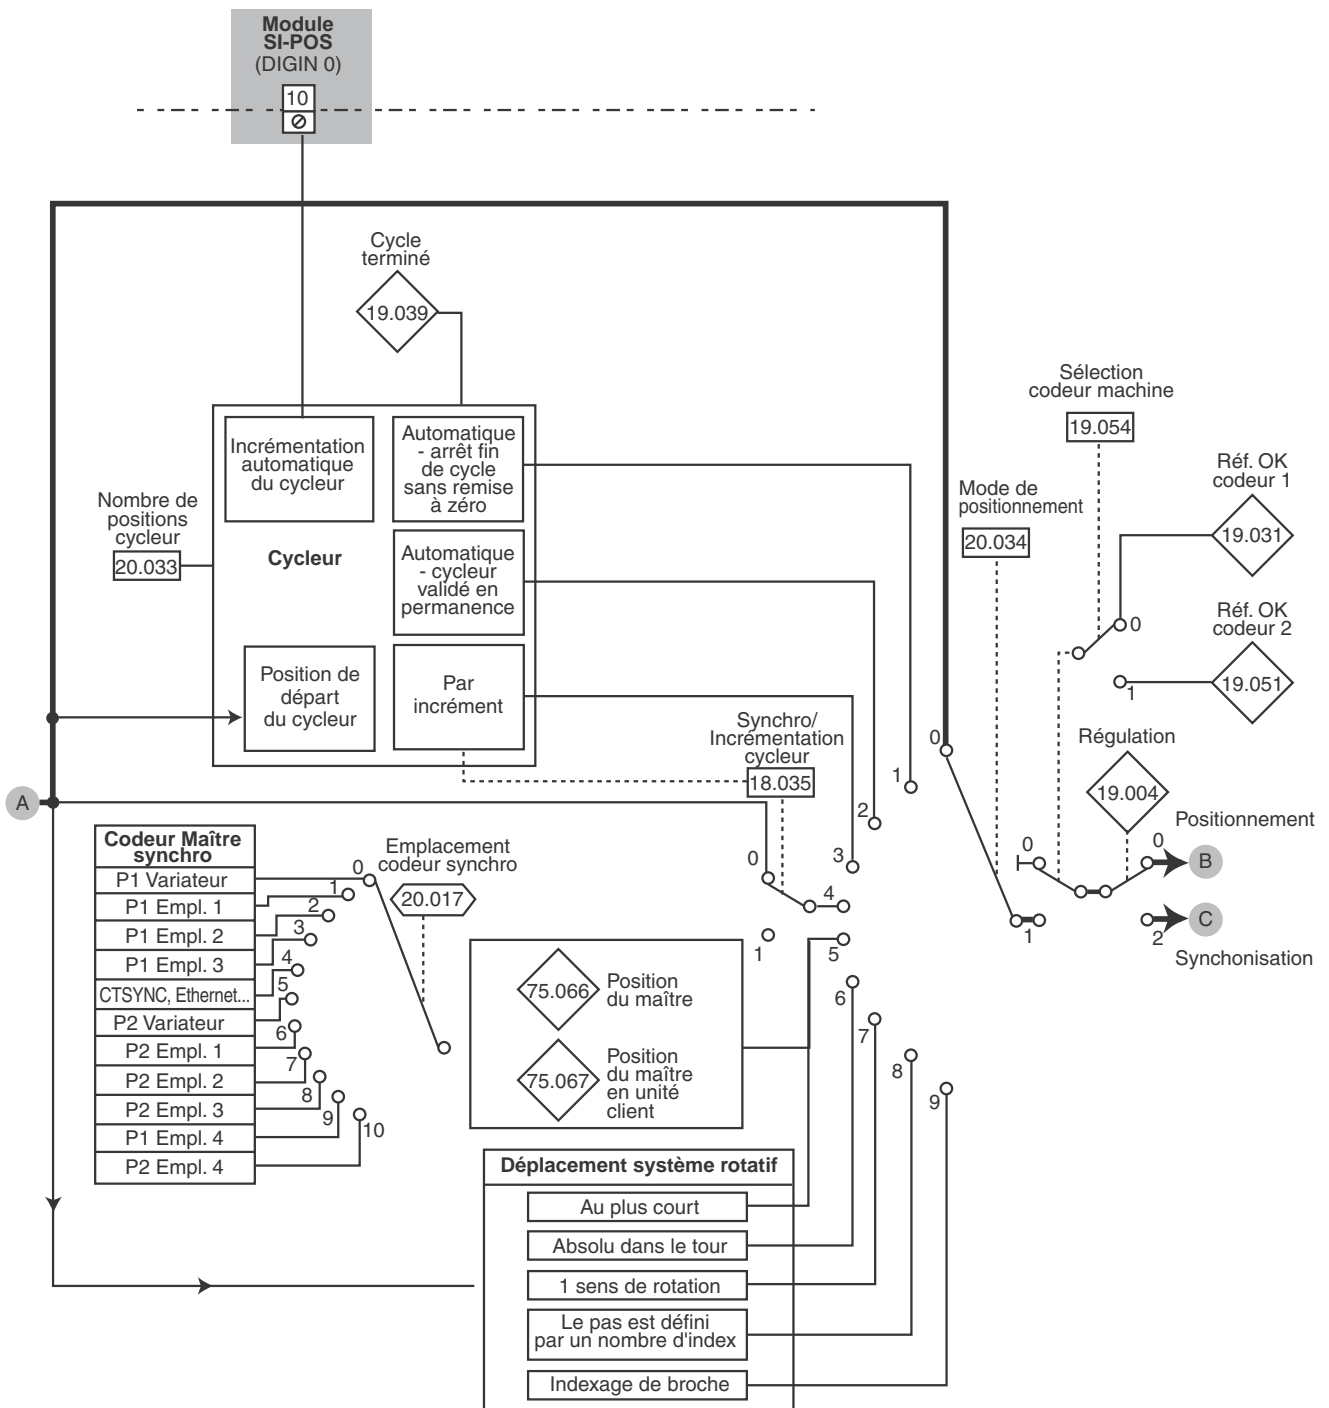 Module
SI-POS
(DIGIN 0)
10
Cycle
terminé
19.039
Sélection
codeur machine
19.054
Incrémentation
automatique
du cycleur
Automatique
- arrêt fin
de cycle
sans remise
à zéro
Réf. OK
codeur 1
19.031
Mode de
positionnement
20.034
Nombre de
positions
cycleur
20.033
Cycleur
Automatique
- cycleur
validé en
permanence
0
Réf. OK
codeur 2
19.051
1
Position de
départ
du cycleur
Par
incrément
Synchro/
Incrémentation
cycleur
18.035
0
1
2
3
Régulation
19.004
A
Positionnement
0
0
B
Codeur Maître
synchro
P1 Variateur
P1 Empl. 1
P1 Empl. 2
P1 Empl. 3
CTSYNC, Ethernet...
P2 Variateur
P2 Empl. 1
P2 Empl. 2
P2 Empl. 3
P1 Empl. 4
P2 Empl. 4
0
1
2
3
4
5
6
7
8
9
10
Emplacement
codeur synchro
20.017
0
4
1
5
1
2
C
Synchonisation
75.066
Position
du maître
75.067
Position
du maître
en unité
client
6
7
8
9
Déplacement système rotatif
Au plus court
Absolu dans le tour
1 sens de rotation
Le pas est défini
par un nombre d'index
Indexage de broche